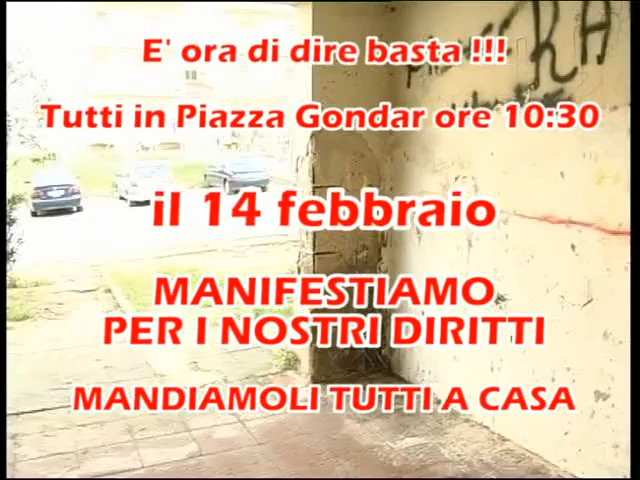 E' ora di dire basta !!!
Tutti in Piazza Gondar ore 10:30
il 14 febbraio
MANIFESTIAMO
PER I NOSTRI DIRITTI
MANDIAMOLI TUTTI A CASA